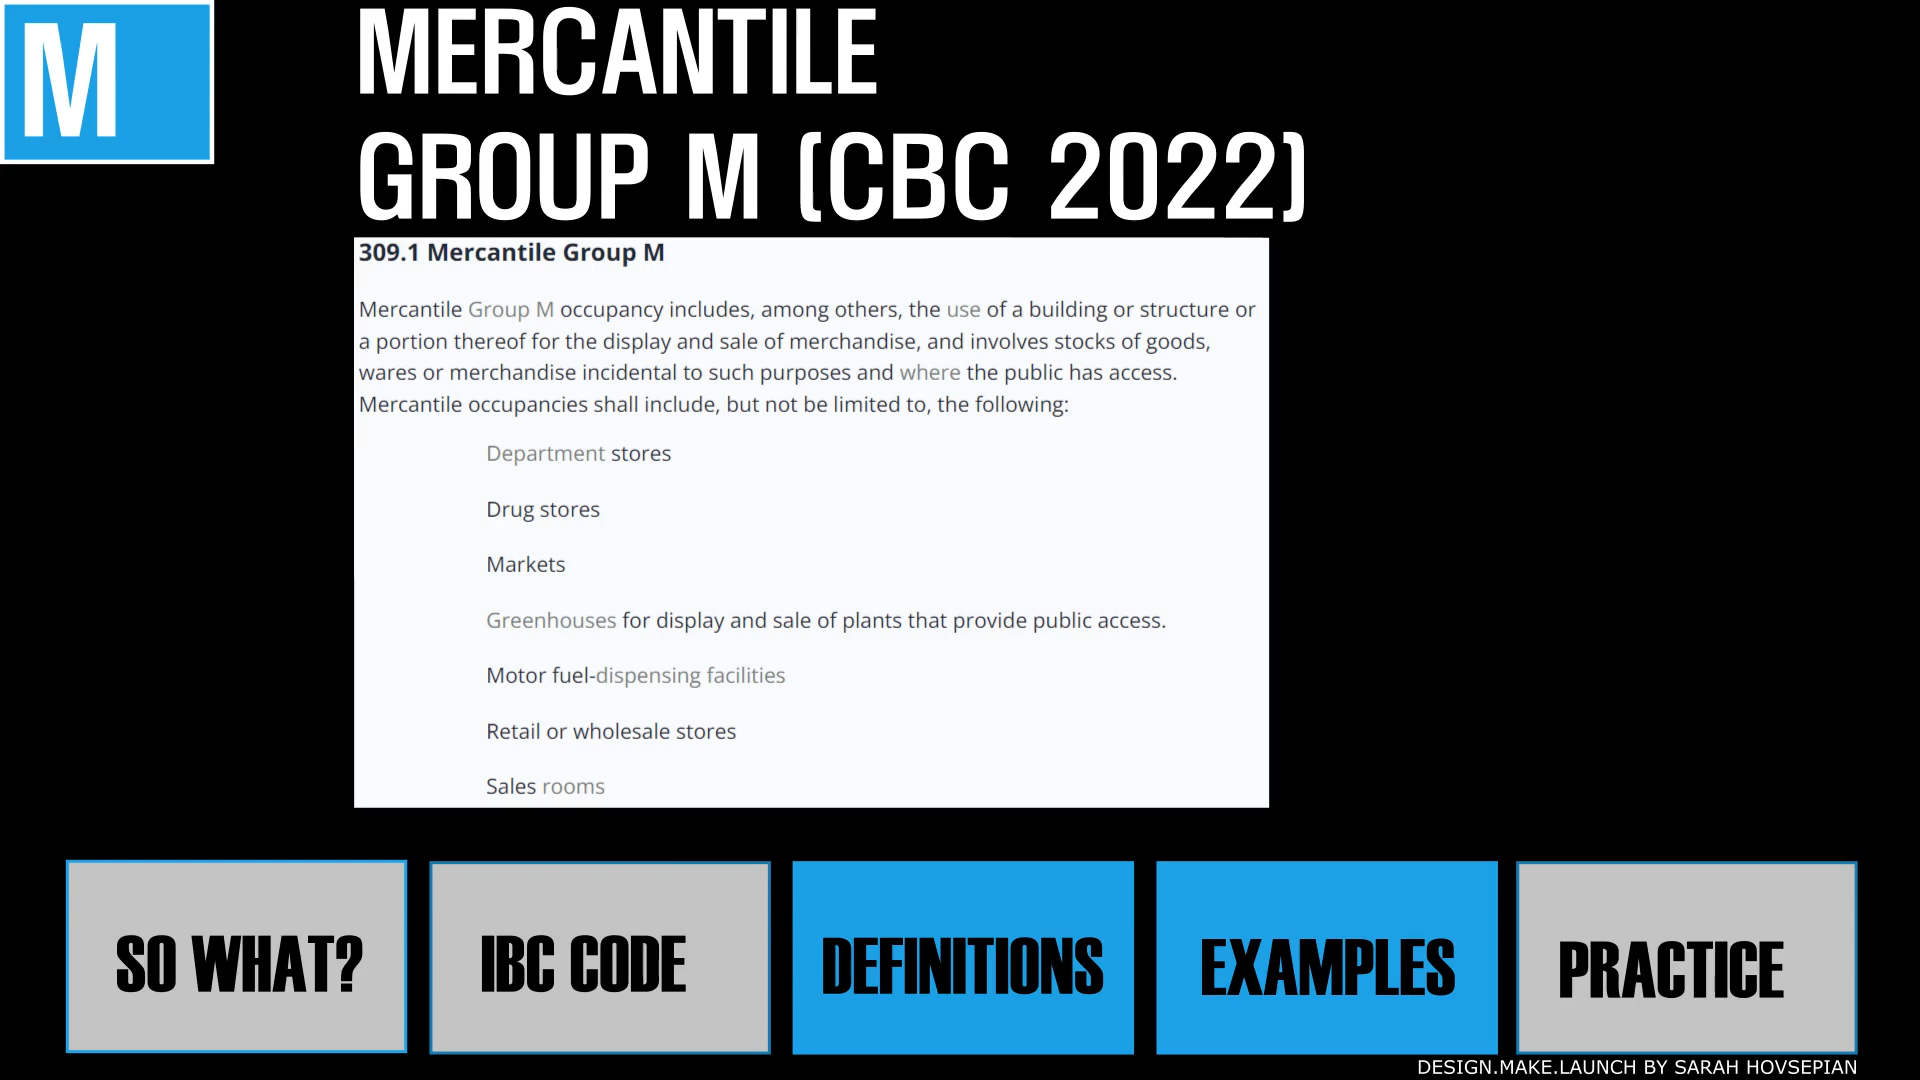 M
MERCANTILE
GROUP M (CBC 2022)
309.1 Mercantile Group M
Mercantile Group M occupancy includes, among others, the use of a building or structure or
a portion thereof for the display and sale of merchandise, and involves stocks of goods,
wares or merchandise incidental to such purposes and where the public has access.
Mercantile occupancies shall include, but not be limited to, the following:
Department stores
Drug stores
Markets
Greenhouses for display and sale of plants that provide public access.
Motor fuel-dispensing facilities
Retail or wholesale stores
Sales rooms
SO WHAT?
IBC CODE
DEFINITIONS
EXAMPLES
PRACTICE
DESIGN.MAKE.LAUNCH BY SARAH HOVSEPIAN